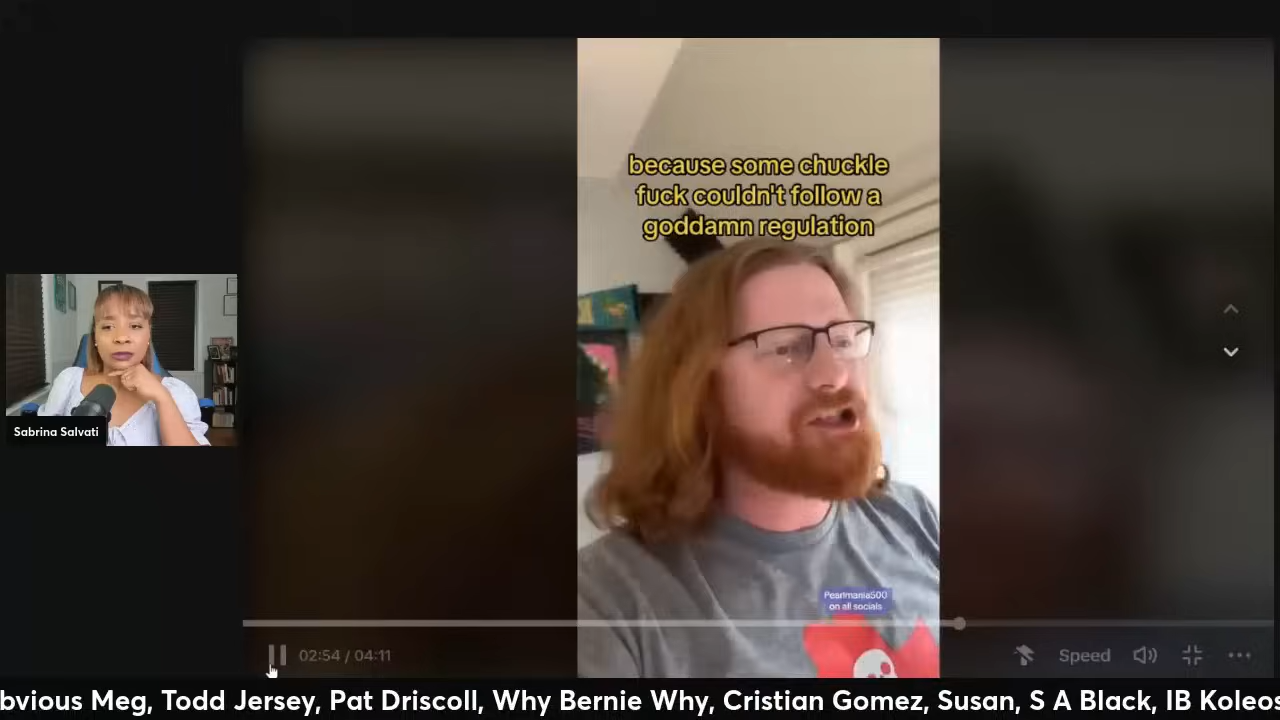 because some chuckle
fuck couldn't follow a
goddamn regulation
Sabrina Salvati
Pearlmania500
on all socials
02:54 / 04:11
Speed
bvious Meg, Todd Jersey, Pat Driscoll, Why Bernie Why, Cristian Gomez, Susan, S A Black, IB Koleos